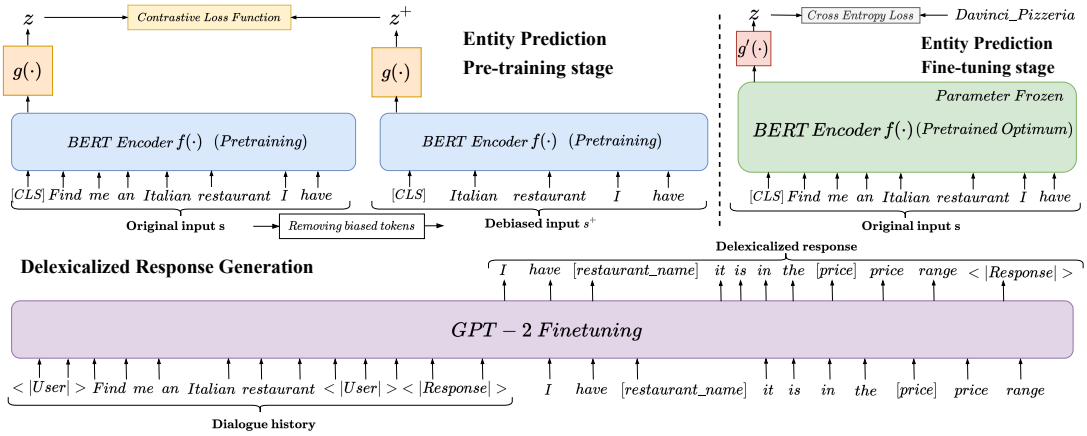 z Contrastive Loss Function z⁺
g(·) g(·)
Entity Prediction
Pre-training stage
BERT Encoder f(·) (Pretraining)
BERT Encoder f(·) (Pretraining)
[CLS] Find me an Italian restaurant I have
[CLS] Italian restaurant I have
Original input s
Removing biased tokens
Debiased input s⁺
z Cross Entropy Loss Davinci_Pizzeria
g′(·)
Entity Prediction
Fine-tuning stage
Parameter Frozen
BERT Encoder f(·) (Pretrained Optimum)
[CLS] Find me an Italian restaurant I have
Original input s
Delexicalized Response Generation
Delexicalized response
I have [restaurant_name] it is in the [price] price range <|Response|>
GPT − 2 Finetuning
<|User|> Find me an Italian restaurant <|User|> <|Response|> I have [restaurant_name] it is in the [price] price range
Dialogue history